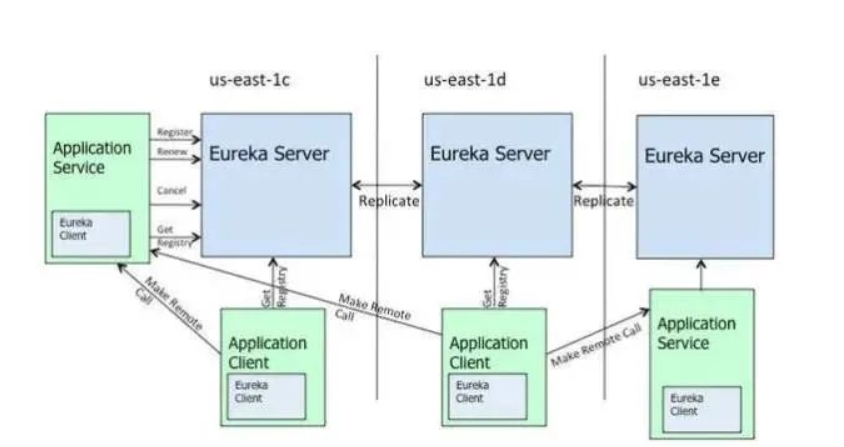 us-east-1c
us-east-1d
us-east-1e
Application
Service
Eureka
Client
Register
Renew
Cancel
Get
Registry
Eureka Server
Replicate
Eureka Server
Replicate
Eureka Server
Make Remote
Call
Get
Registry
Make Remote
Call
Get
Registry
Make Remote Call
Application
Client
Eureka
Client
Application
Client
Eureka
Client
Application
Service
Eureka
Client